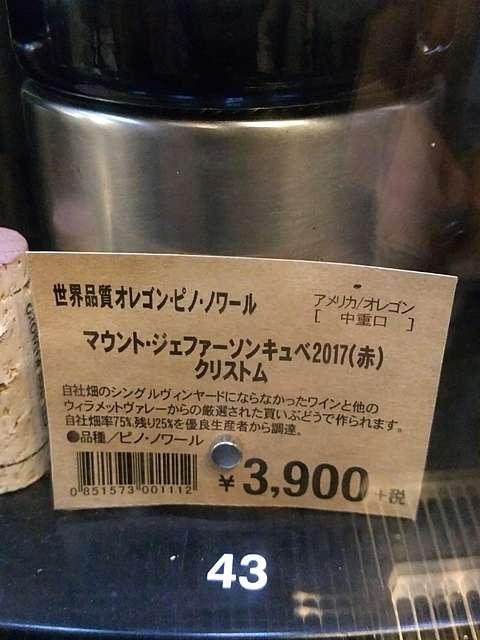 世界品質オレゴン・ピノ・ノワール
アメリカ/オレゴン
[ 中重口 ]
マウント・ジェファーソンキュベ2017(赤)
クリストム
自社畑のシングルヴィンヤードにならなかったワインと他の
ウィラメットヴァレーからの厳選された買いぶどうで作られます。
自社畑率75%、残り25%を優良生産者から調達。
●品種/ピノ・ノワール
0 851573 001112
¥3,900+税
43